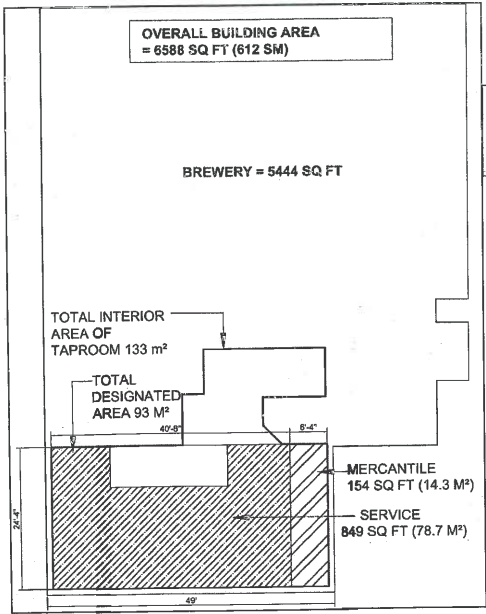 OVERALL BUILDING AREA
= 6588 SQ FT (612 SM)
BREWERY = 5444 SQ FT
TOTAL INTERIOR
AREA OF
TAPROOM 133 m²
TOTAL
DESIGNATED
AREA 93 M²
40'-8"
6'-4"
MERCANTILE
154 SQ FT (14.3 M²)
SERVICE
849 SQ FT (78.7 M²)
24'-4"
49'